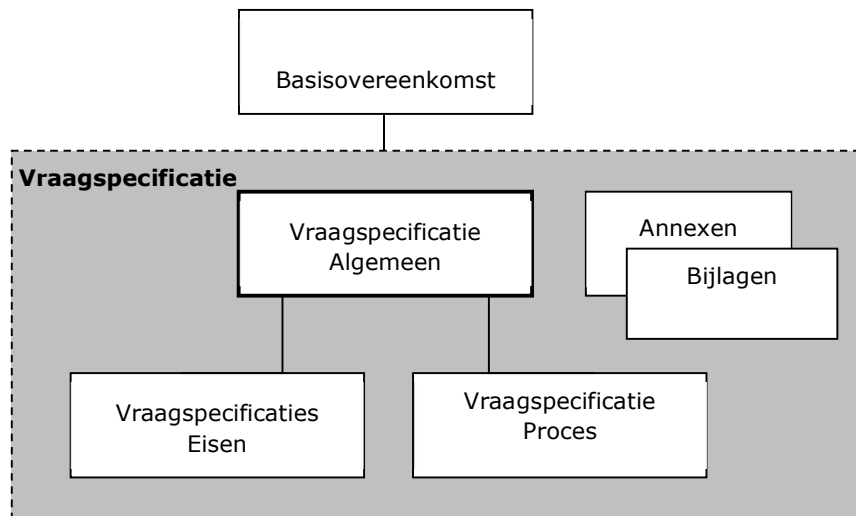 Basisovereenkomst
Vraagspecificatie
Vraagspecificatie
Algemeen
Annexen
Bijlagen
Vraagspecificaties
Eisen
Vraagspecificatie
Proces